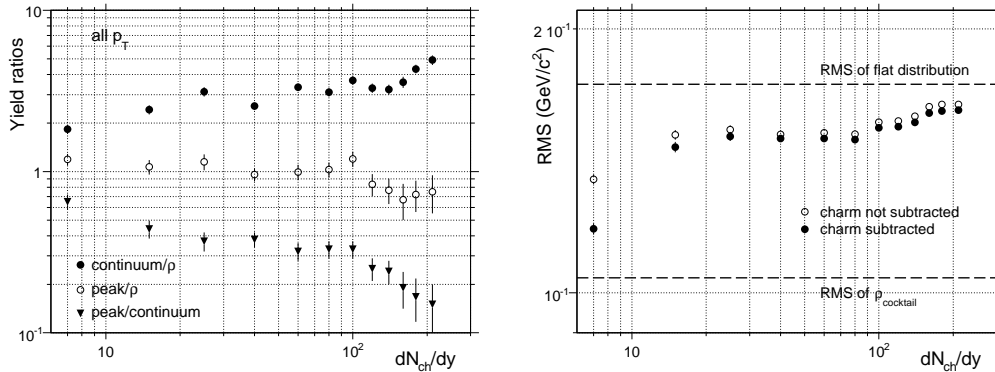 all p_T
Yield ratios
10
1
10^-1
continuum/ρ
peak/ρ
peak/continuum
10
10^2
dN_ch/dy
RMS (GeV/c^2)
2 10^-1
10^-1
RMS of flat distribution
charm not subtracted
charm subtracted
RMS of ρ_cocktail
10
10^2
dN_ch/dy